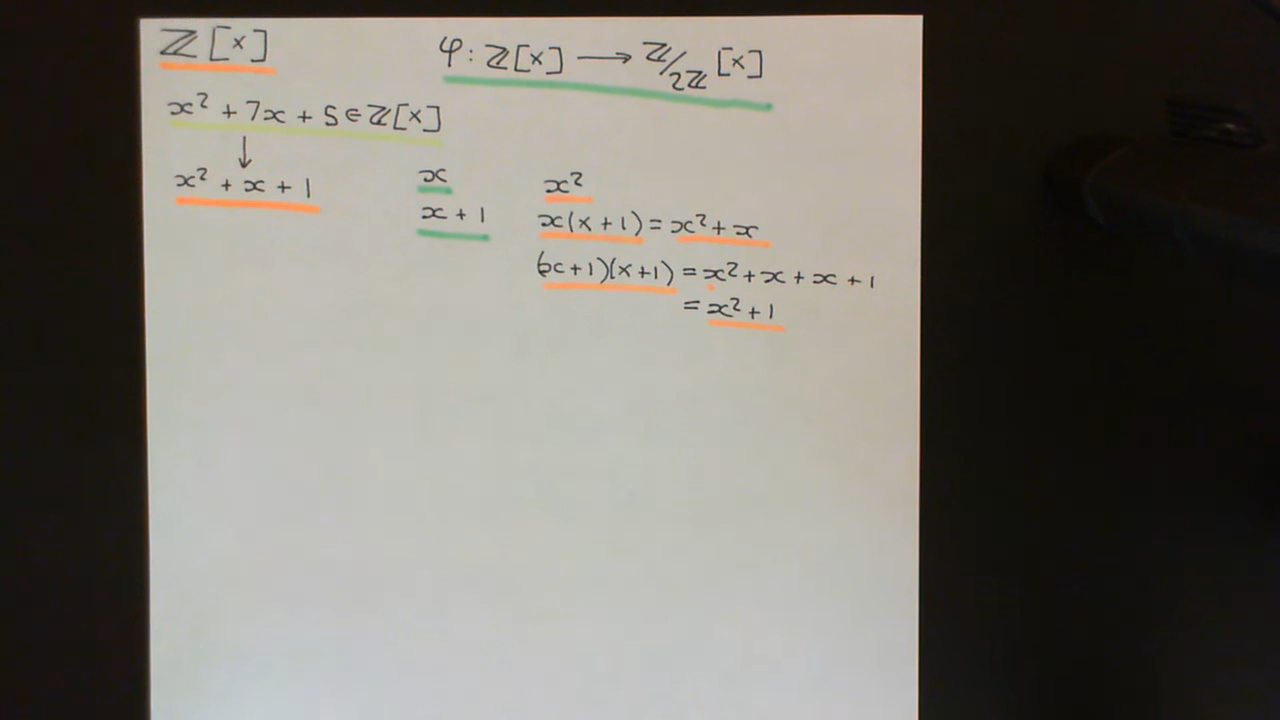 ℤ[x]
φ: ℤ[x] → ℤ/2ℤ [x]
x² + 7x + 5 ∈ ℤ[x]
↓
x² + x + 1
x
x + 1
x²
x(x + 1) = x² + x
(x+1)(x+1) = x² + x + x + 1
= x² + 1